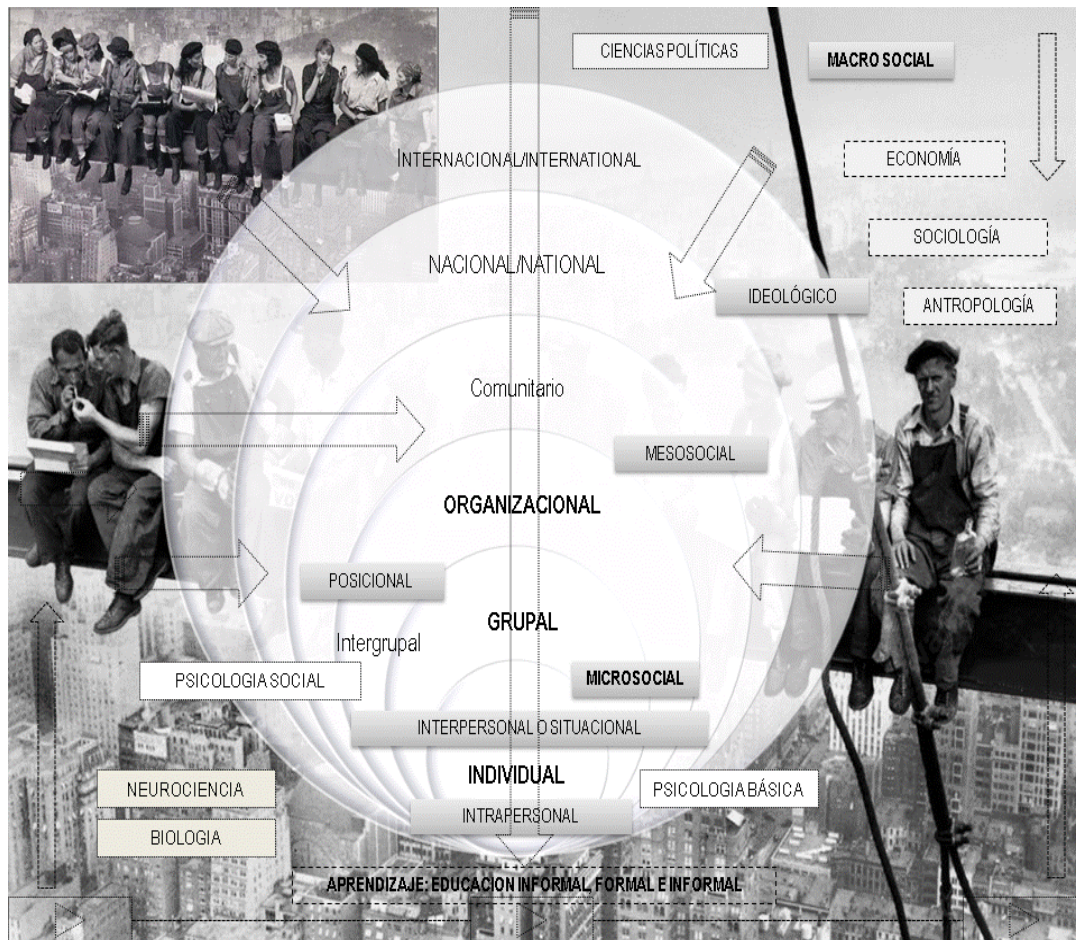 CIENCIAS POLÍTICAS
MACRO SOCIAL
INTERNACIONAL/INTERNATIONAL
ECONOMÍA
SOCIOLOGÍA
NACIONAL/NATIONAL
IDEOLÓGICO
ANTROPOLOGÍA
Comunitario
MESOSOCIAL
ORGANIZACIONAL
POSICIONAL
GRUPAL
Intergrupal
PSICOLOGIA SOCIAL
MICROSOCIAL
INTERPERSONAL O SITUACIONAL
INDIVIDUAL
NEUROCIENCIA
PSICOLOGIA BÁSICA
INTRAPERSONAL
BIOLOGIA
APRENDIZAJE: EDUCACION INFORMAL, FORMAL E INFORMAL